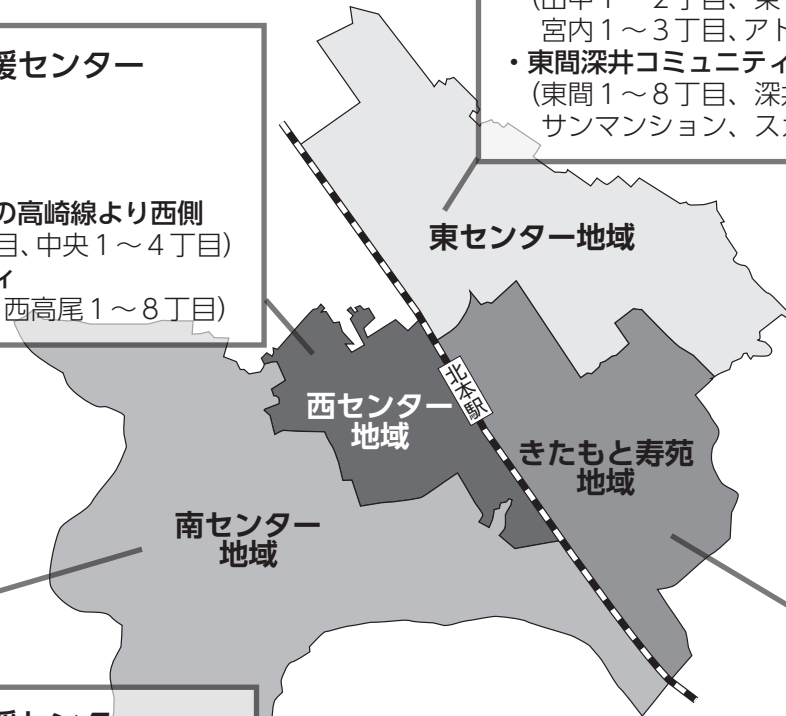 援センター
の高崎線より西側
目、中央1～4丁目）
ィ
西高尾1～8丁目）
宮内1～3丁目、アト
・東間深井コミュニティ
（東間1～8丁目、深井
サンマンション、スカ
東センター地域
北本駅
西センター
地域
きたもと寿苑
地域
南センター
地域